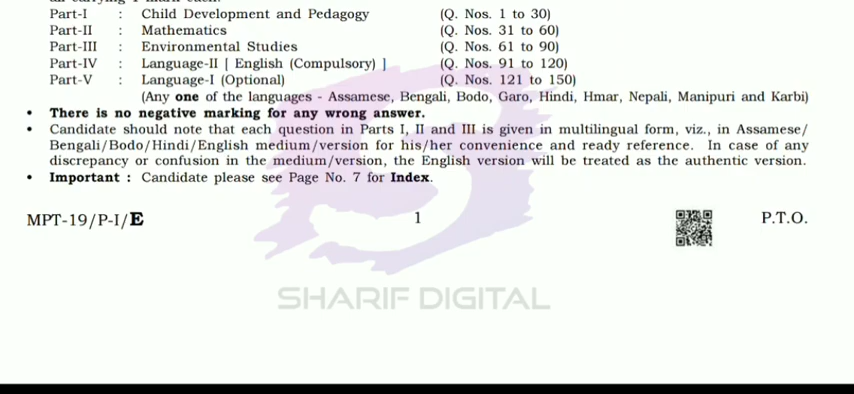 all carrying 1 mark each.
Part-I : Child Development and Pedagogy (Q. Nos. 1 to 30)
Part-II : Mathematics (Q. Nos. 31 to 60)
Part-III : Environmental Studies (Q. Nos. 61 to 90)
Part-IV : Language-II [ English (Compulsory) ] (Q. Nos. 91 to 120)
Part-V : Language-I (Optional) (Q. Nos. 121 to 150)
(Any one of the languages - Assamese, Bengali, Bodo, Garo, Hindi, Hmar, Nepali, Manipuri and Karbi)
• There is no negative marking for any wrong answer.
• Candidate should note that each question in Parts I, II and III is given in multilingual form, viz., in Assamese/
Bengali/Bodo/Hindi/English medium/version for his/her convenience and ready reference. In case of any
discrepancy or confusion in the medium/version, the English version will be treated as the authentic version.
• Important : Candidate please see Page No. 7 for Index.
MPT-19/P-I/E 1 P.T.O.
SHARIF DIGITAL